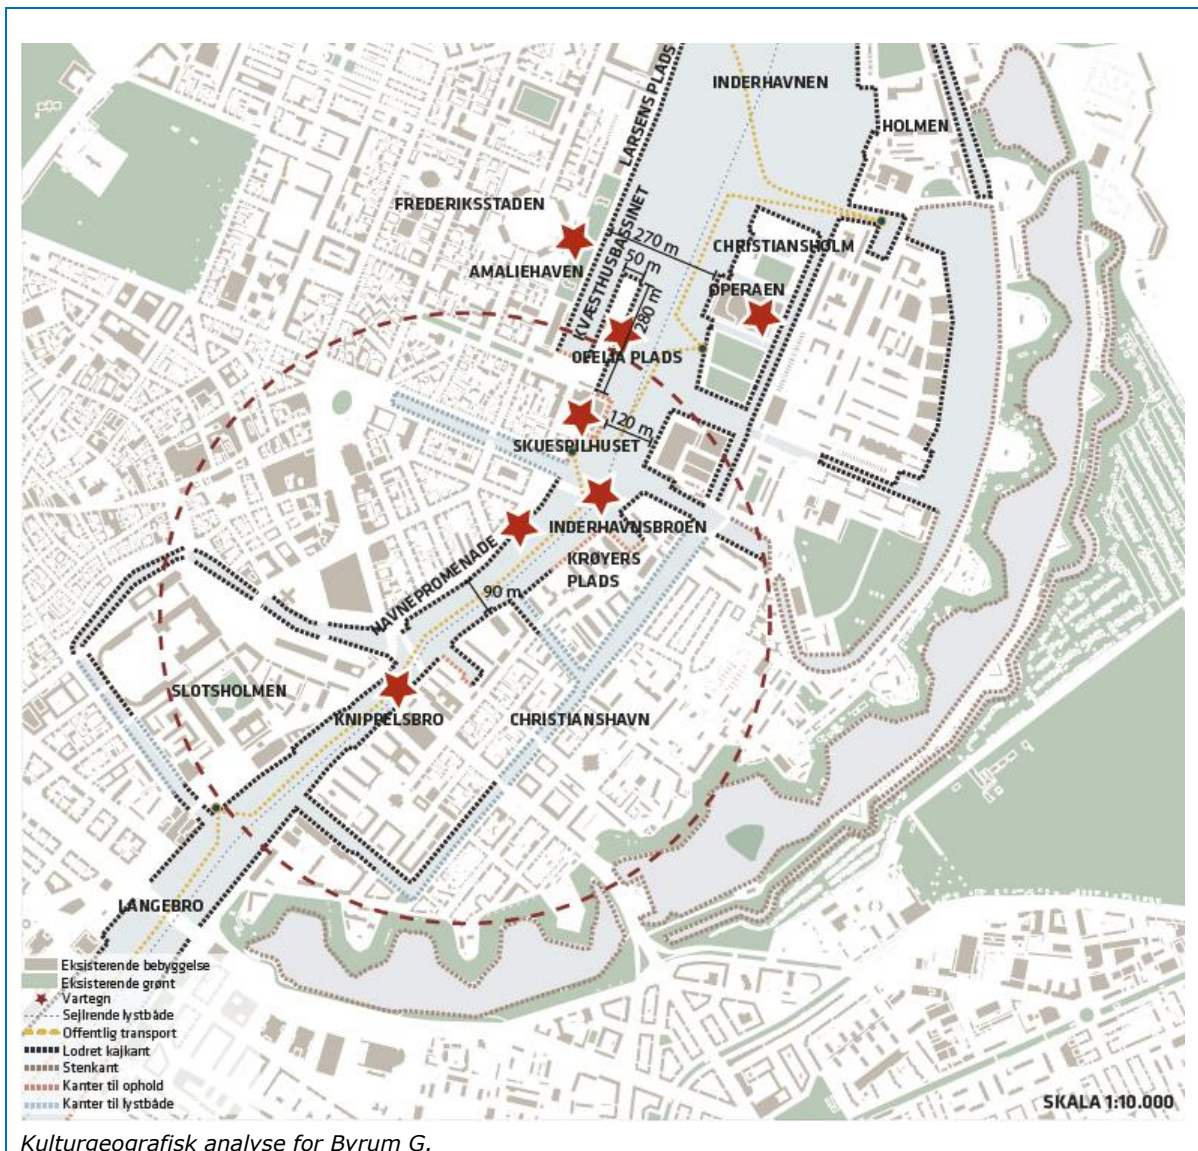 INDERHAVNEN
LARSENS PLADS
HOLMEN
FREDERIKSSTADEN
KVÆSTHUSBASSINET
270 m
CHRISTIANSHOLM
AMALIEHAVEN
50 m
OPERAEN
280 m
OFELIA PLADS
120 m
SKUESPILHUSET
INDERHAVNSBROEN
HAVNEPROMENADE
KRØYERS
PLADS
90 m
SLOTSHOLMEN
KNIPPELSBRO
CHRISTIANSHAVN
LANGEBRO
Eksisterende bebyggelse
Eksisterende grønt
Vartegn
Sejlrende lystbåde
Offentlig transport
Lodret kajkant
Stenkant
Kanter til ophold
Kanter til lystbåde
SKALA 1:10.000
Kulturgeografisk analyse for Byrum G.